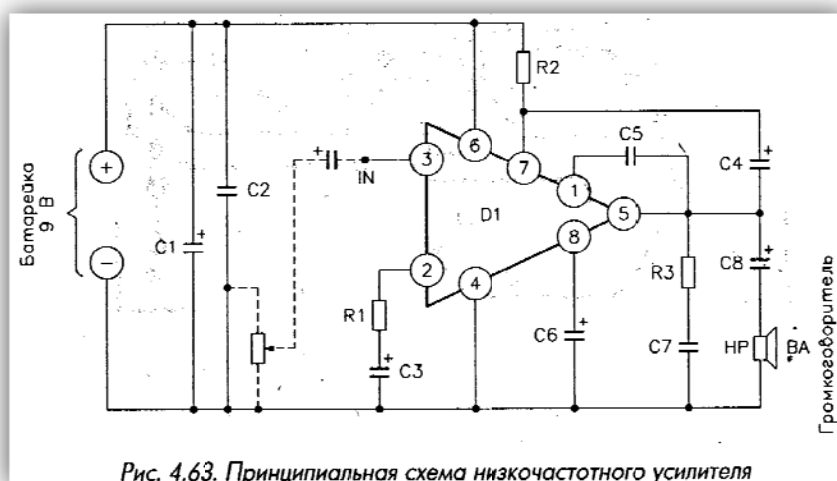 Батарейка
9 В
+
−
C1
+
C2
+
IN
3
6
7
1
5
8
4
2
D1
R2
C5
C4
+
R1
C3
+
C6
+
R3
C7
C8
+
HP
BA
Громкоговоритель
Рис. 4.63. Принципиальная схема низкочастотного усилителя